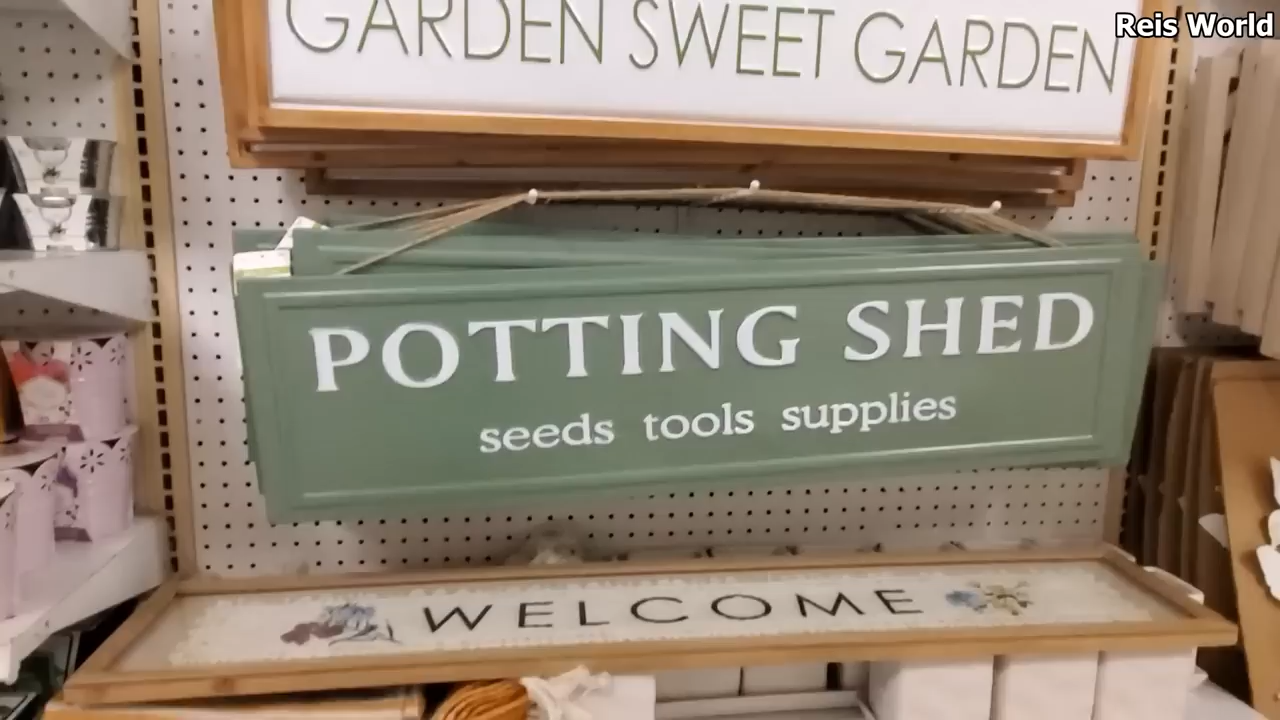 Reis World
GARDEN SWEET GARDEN
POTTING SHED
seeds tools supplies
WELCOME